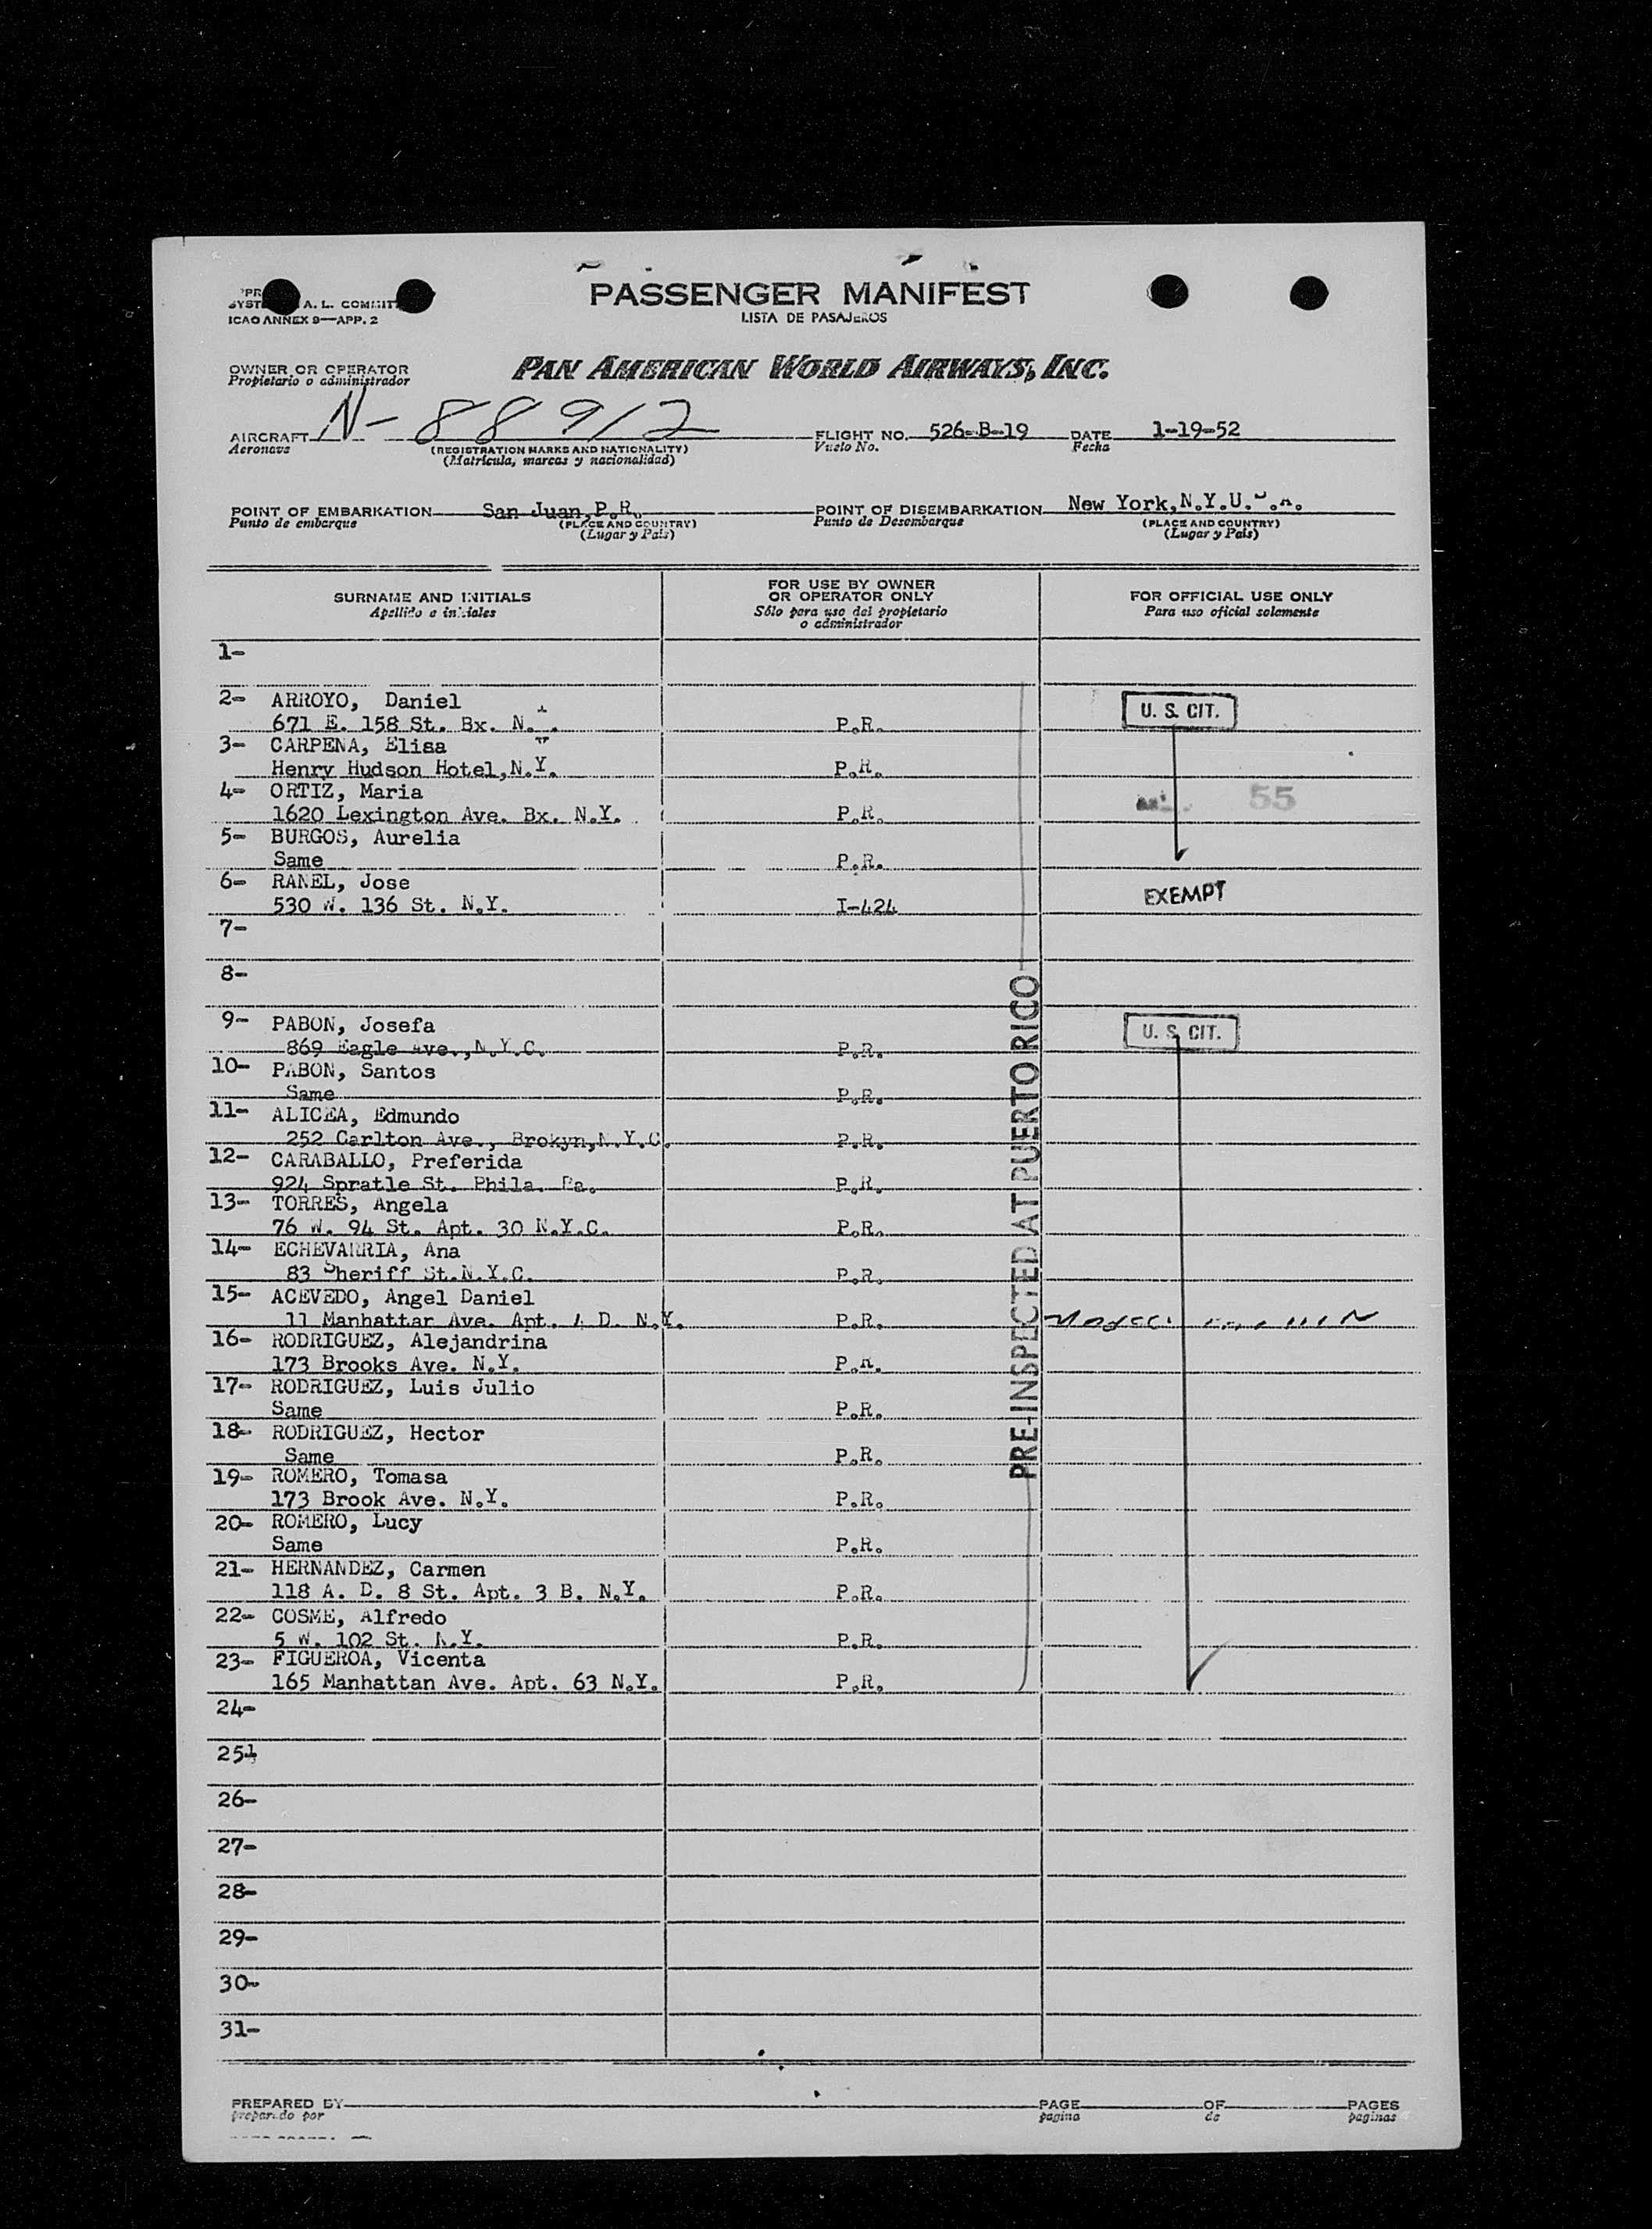 A. L.
ICAO ANNEX 9—APP. 2
PASSENGER MANIFEST
LISTA DE PASAJEROS
OWNER OR OPERATOR
Propietario o administrador
PAN AMERICAN WORLD AIRWAYS, INC.
AIRCRAFT N-88912 FLIGHT NO. 526-B-19 DATE 1-19-52
Aeronave (REGISTRATION MARKS AND NATIONALITY) Vuelo No. Fecha
(Matrícula, marcas y nacionalidad)
POINT OF EMBARKATION San Juan,P.R. POINT OF DISEMBARKATION New York,N.Y.U.S.A.
Punto de embarque (PLACE AND COUNTRY) Punto de Desembarque (PLACE AND COUNTRY)
(Lugar y País) (Lugar y País)
SURNAME AND INITIALS FOR USE BY OWNER OR OPERATOR ONLY FOR OFFICIAL USE ONLY
Apellido e iniciales Sólo para uso del propietario o administrador Para uso oficial solamente
1-
2- ARROYO, Daniel U. S. CIT.
671 E. 158 St. Bx. N. P.R.
3- CARPENA, Elisa
Henry Hudson Hotel,N.Y. P.R.
4- ORTIZ, Maria 55
1620 Lexington Ave. Bx. N.Y. P.R.
5- BURGOS, Aurelia
Same P.R.
6- RANEL, Jose EXEMPT
530 W. 136 St. N.Y. I-424
7-
8-
9- PABON, Josefa U. S. CIT.
869 Eagle Ave.,N.Y.C. P.R.
10- PABON, Santos
Same P.R.
11- ALICEA, Edmundo
252 Carlton Ave., Brokyn,N.Y.C. P.R.
12- CARABALLO, Preferida
924 Spratle St. Phila. Pa. P.R.
13- TORRES, Angela
76 W. 94 St. Apt. 30 N.Y.C. P.R.
14- ECHEVARRIA, Ana
83 Sheriff St.N.Y.C. P.R.
15- ACEVEDO, Angel Daniel
11 Manhattar Ave. Apt. 4 D. N.Y. P.R.
16- RODRIGUEZ, Alejandrina
173 Brooks Ave. N.Y. P.R.
17- RODRIGUEZ, Luis Julio
Same P.R.
18- RODRIGUEZ, Hector
Same P.R.
19- ROMERO, Tomasa
173 Brook Ave. N.Y. P.R.
20- ROMERO, Lucy
Same P.R.
21- HERNANDEZ, Carmen
118 A. D. 8 St. Apt. 3 B. N.Y. P.R.
22- COSME, Alfredo
5 W. 102 St. N.Y. P.R.
23- FIGUEROA, Vicenta
165 Manhattan Ave. Apt. 63 N.Y. P.R.
PRE-INSPECTED AT PUERTO RICO
24-
25-
26-
27-
28-
29-
30-
31-
PREPARED BY PAGE OF PAGES
preparado por pagina de paginas